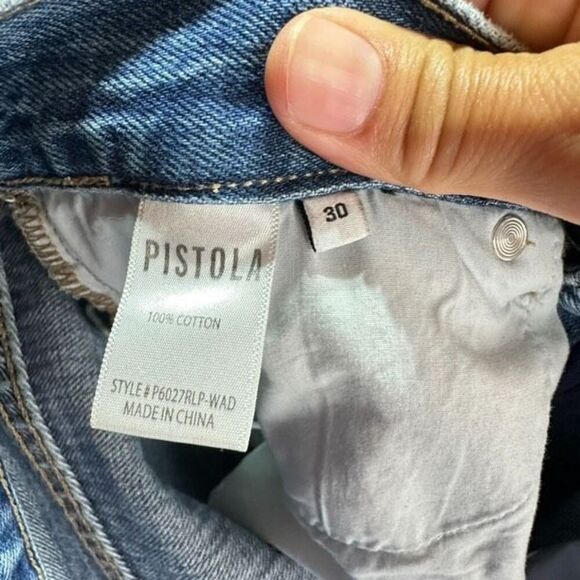 PISTOLA
100% COTTON
STYLE # P6027RLP-WAD
MADE IN CHINA
30